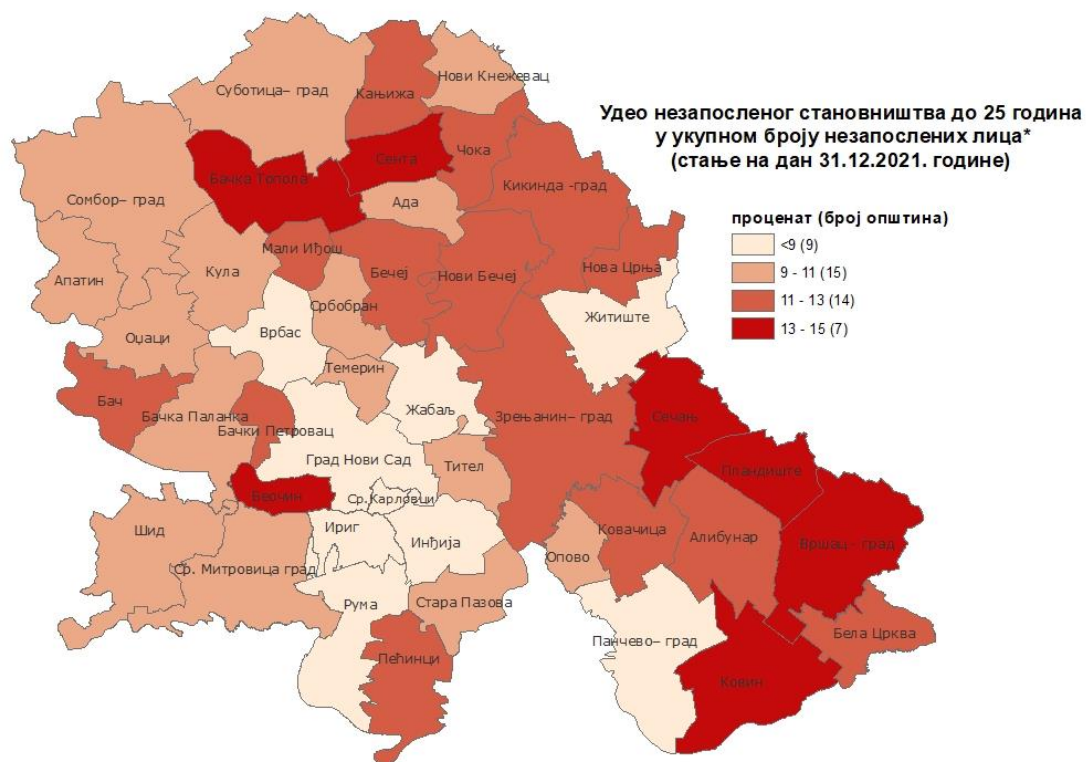 Удео незапосленог становништва до 25 година
у укупном броју незапослених лица*
(стање на дан 31.12.2021. године)
процент (број општина)
<9 (9)
9 - 11 (15)
11 - 13 (14)
13 - 15 (7)
Суботица– град
Кањижа
Нови Кнежевац
Сента
Чока
Бачка Топола
Кикинда -град
Сомбор– град
Ада
Мали Иђош
Бечеј
Нови Бечеј
Нова Црња
Апатин
Кула
Србобран
Житиште
Оџаци
Врбас
Темерин
Бач
Бачка Паланка
Жабаљ
Зрењанин– град
Сечањ
Бачки Петровац
Град Нови Сад
Тител
Пландиште
Беочин
Ср.Карловци
Шид
Ириг
Инђија
Ковачица
Алибунар
Вршац– град
Опово
Ср. Митровица град
Рума
Стара Пазова
Бела Црква
Панчево– град
Пећинци
Ковин